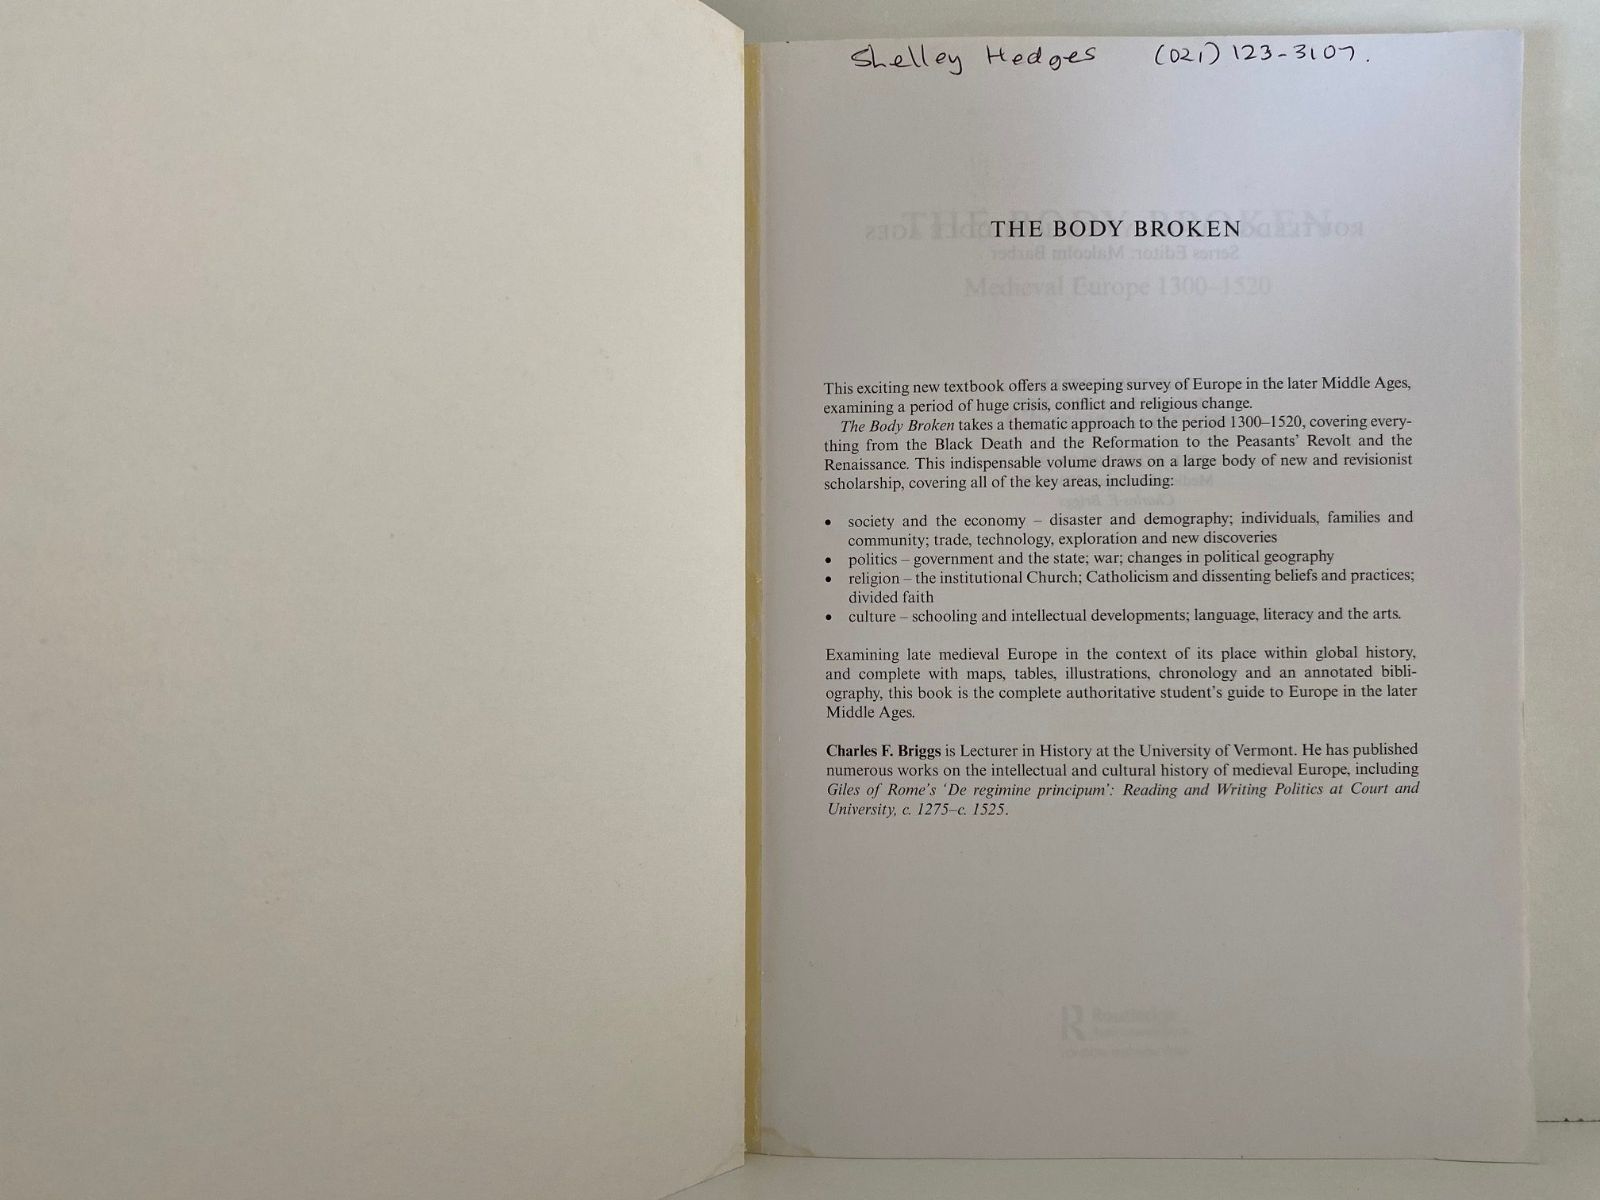 Shelley Hedges (021) 123-3107.
THE BODY BROKEN
Series Editor: Malcolm Barber
Medieval Europe 1300–1520
This exciting new textbook offers a sweeping survey of Europe in the later Middle Ages,
examining a period of huge crisis, conflict and religious change.
The Body Broken takes a thematic approach to the period 1300–1520, covering every-
thing from the Black Death and the Reformation to the Peasants’ Revolt and the
Renaissance. This indispensable volume draws on a large body of new and revisionist
scholarship, covering all of the key areas, including:
• society and the economy – disaster and demography; individuals, families and
community; trade, technology, exploration and new discoveries
• politics – government and the state; war; changes in political geography
• religion – the institutional Church; Catholicism and dissenting beliefs and practices;
divided faith
• culture – schooling and intellectual developments; language, literacy and the arts.
Examining late medieval Europe in the context of its place within global history,
and complete with maps, tables, illustrations, chronology and an annotated bibli-
ography, this book is the complete authoritative student’s guide to Europe in the later
Middle Ages.
Charles F. Briggs is Lecturer in History at the University of Vermont. He has published
numerous works on the intellectual and cultural history of medieval Europe, including
Giles of Rome’s ‘De regimine principum’: Reading and Writing Politics at Court and
University, c. 1275–c. 1525.